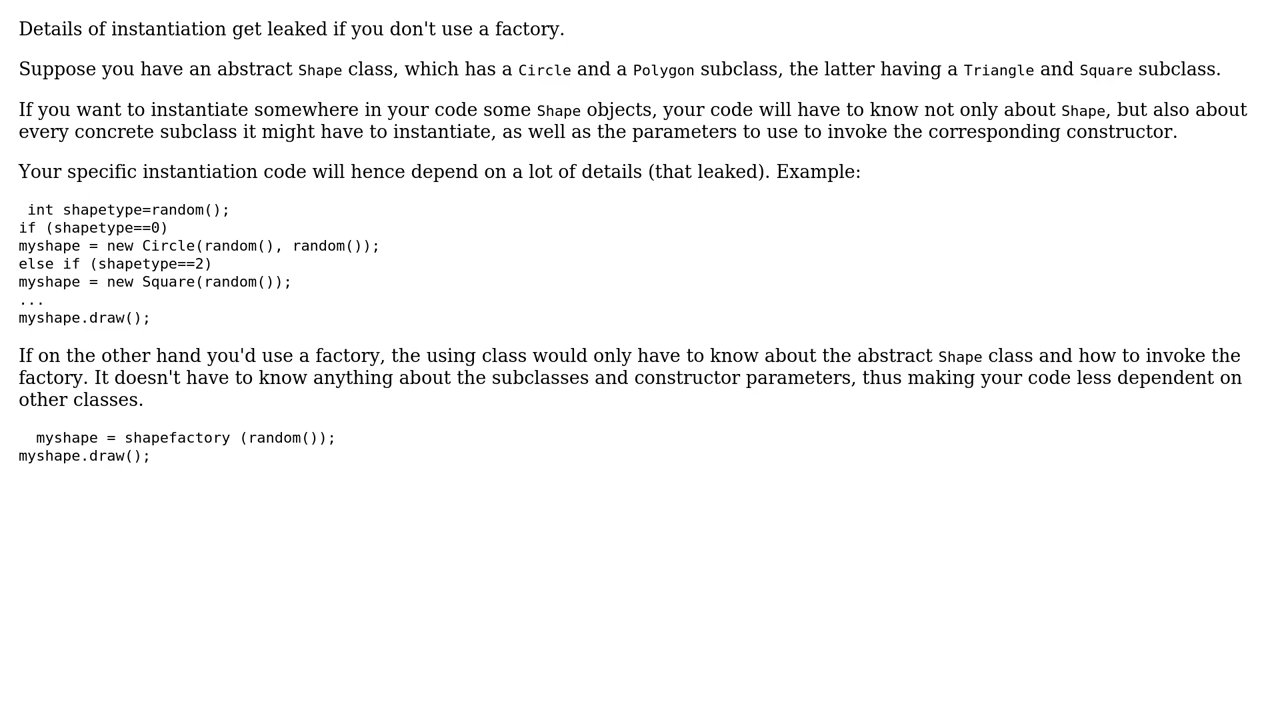 Details of instantiation get leaked if you don't use a factory.
Suppose you have an abstract Shape class, which has a Circle and a Polygon subclass, the latter having a Triangle and Square subclass.
If you want to instantiate somewhere in your code some Shape objects, your code will have to know not only about Shape, but also about
every concrete subclass it might have to instantiate, as well as the parameters to use to invoke the corresponding constructor.
Your specific instantiation code will hence depend on a lot of details (that leaked). Example:
 int shapetype=random();
if (shapetype==0)
myshape = new Circle(random(), random());
else if (shapetype==2)
myshape = new Square(random());
...
myshape.draw();
If on the other hand you'd use a factory, the using class would only have to know about the abstract Shape class and how to invoke the
factory. It doesn't have to know anything about the subclasses and constructor parameters, thus making your code less dependent on
other classes.
  myshape = shapefactory (random());
myshape.draw();